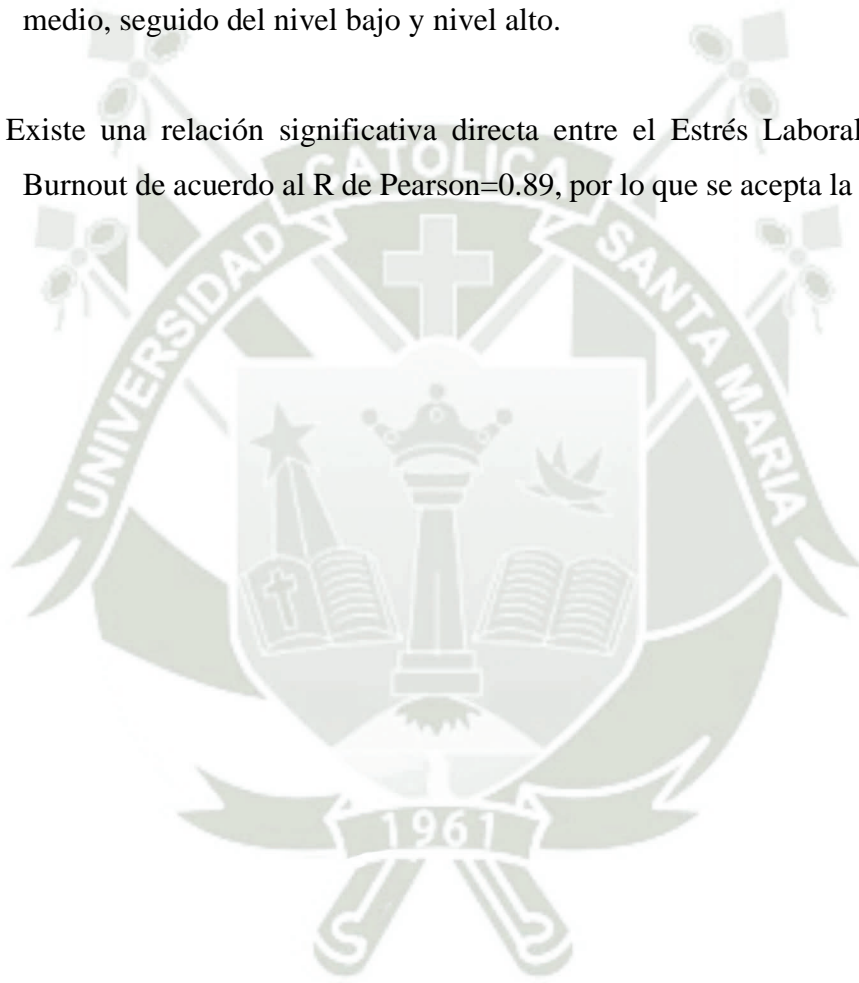 medio, seguido del nivel bajo y nivel alto.
Existe una relación significativa directa entre el Estrés Laboral
Burnout de acuerdo al R de Pearson=0.89, por lo que se acepta la
UNIVERSIDAD CATOLICA SANTA MARIA
1961